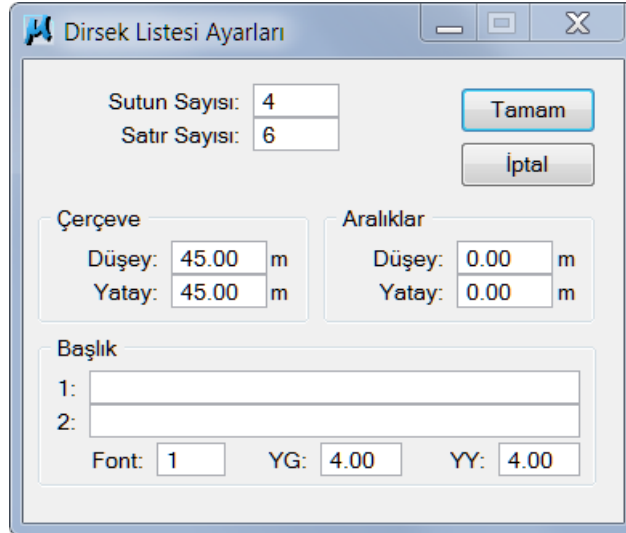 Dirsek Listesi Ayarları
Sutun Sayısı: 4
Satır Sayısı: 6
Tamam
İptal
Çerçeve
Düşey: 45.00 m
Yatay: 45.00 m
Aralıklar
Düşey: 0.00 m
Yatay: 0.00 m
Başlık
1:
2:
Font: 1 YG: 4.00 YY: 4.00